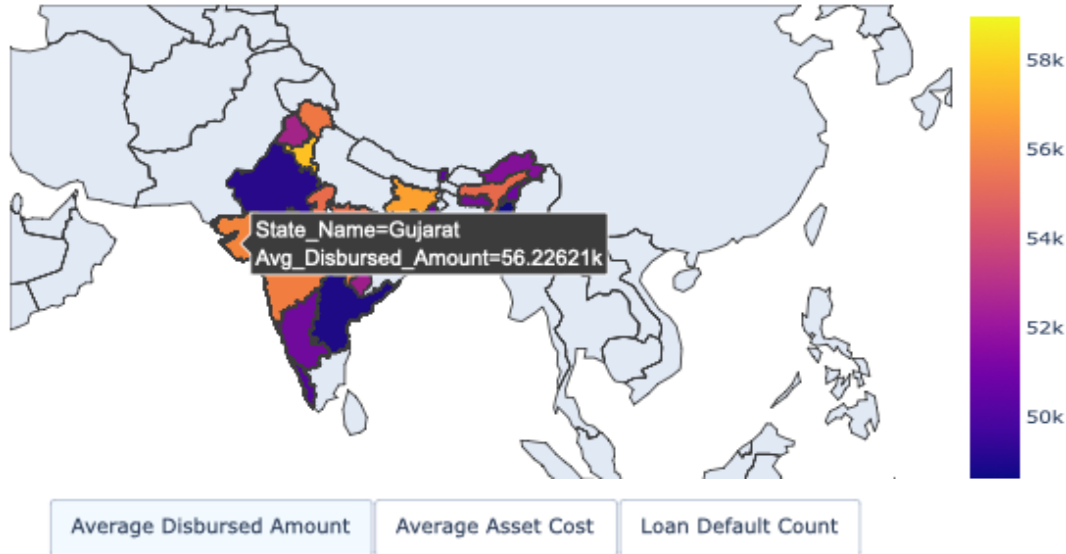 58k
56k
State_Name=Gujarat
Avg_Disbursed_Amount=56.22621k
54k
52k
50k
Average Disbursed Amount
Average Asset Cost
Loan Default Count